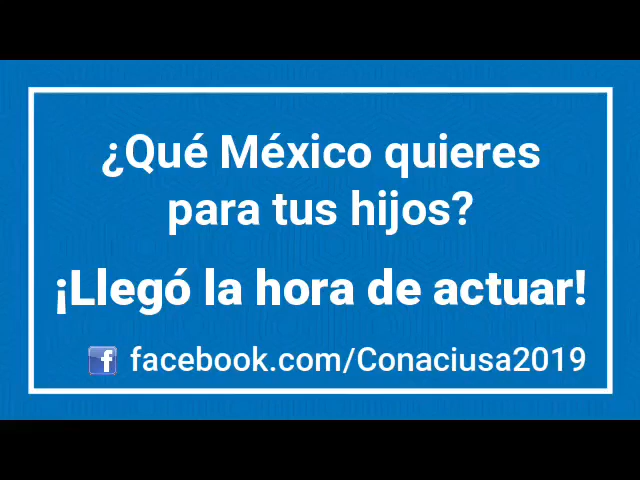 ¿Qué México quieres
para tus hijos?
¡Llegó la hora de actuar!
facebook.com/Conaciusa2019